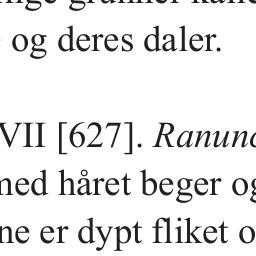 og deres daler.
VII [627]. Ranunc
med håret beger og
ne er dypt fliket o